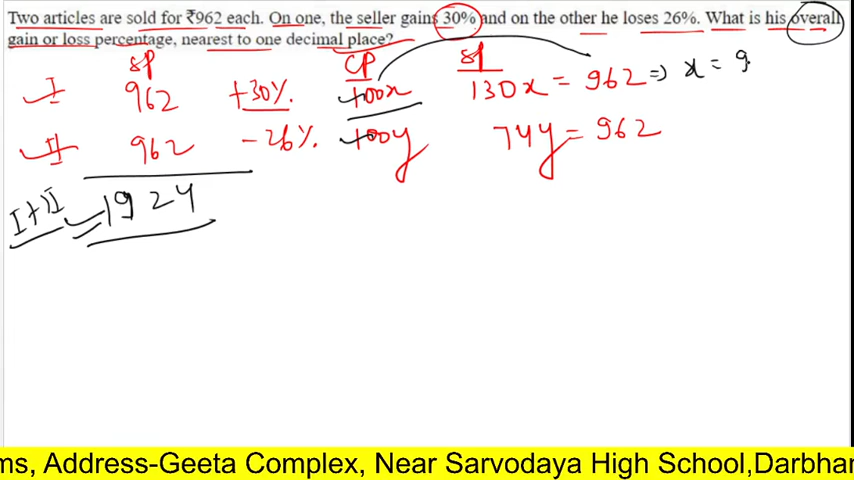 Two articles are sold for ₹962 each. On one, the seller gains 30% and on the other he loses 26%. What is his overall
gain or loss percentage, nearest to one decimal place?
SP CP SP
I 962 +30% 100x 130x = 962 ⇒ x = 9
II 962 -26% 100y 74y = 962
I+II 1924
ms, Address-Geeta Complex, Near Sarvodaya High School,Darbhan